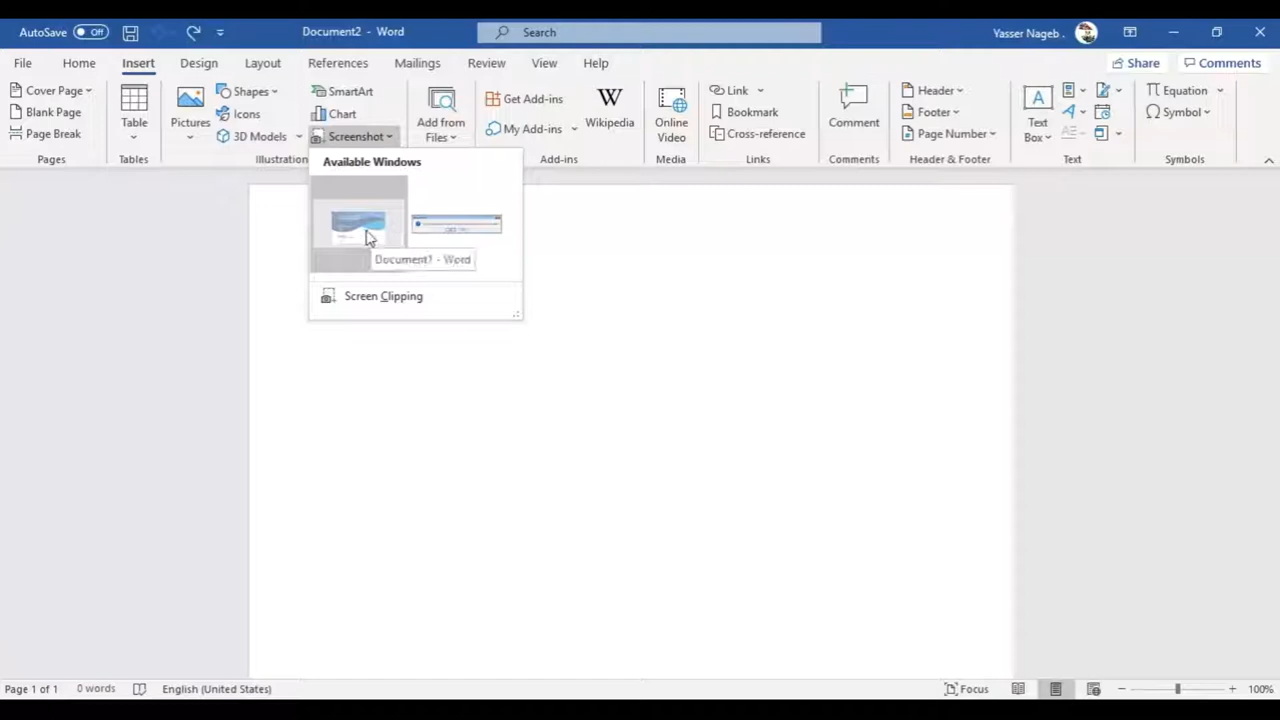 AutoSave Off Document2 - Word Search Yasser Nageb .
File Home Insert Design Layout References Mailings Review View Help Share Comments
Cover Page
Blank Page
Page Break
Pages
Table
Tables
Pictures
Shapes
Icons
3D Models
SmartArt
Chart
Screenshot
Illustration
Add from
Files
Get Add-ins
My Add-ins
W
Wikipedia
Add-ins
Online
Video
Media
Link
Bookmark
Cross-reference
Links
Comment
Comments
Header
Footer
Page Number
Header & Footer
A
Text
Box
Text
Equation
Symbol
Symbols
Available Windows
Document1 - Word
Screen Clipping
Page 1 of 1 0 words English (United States) Focus 100%